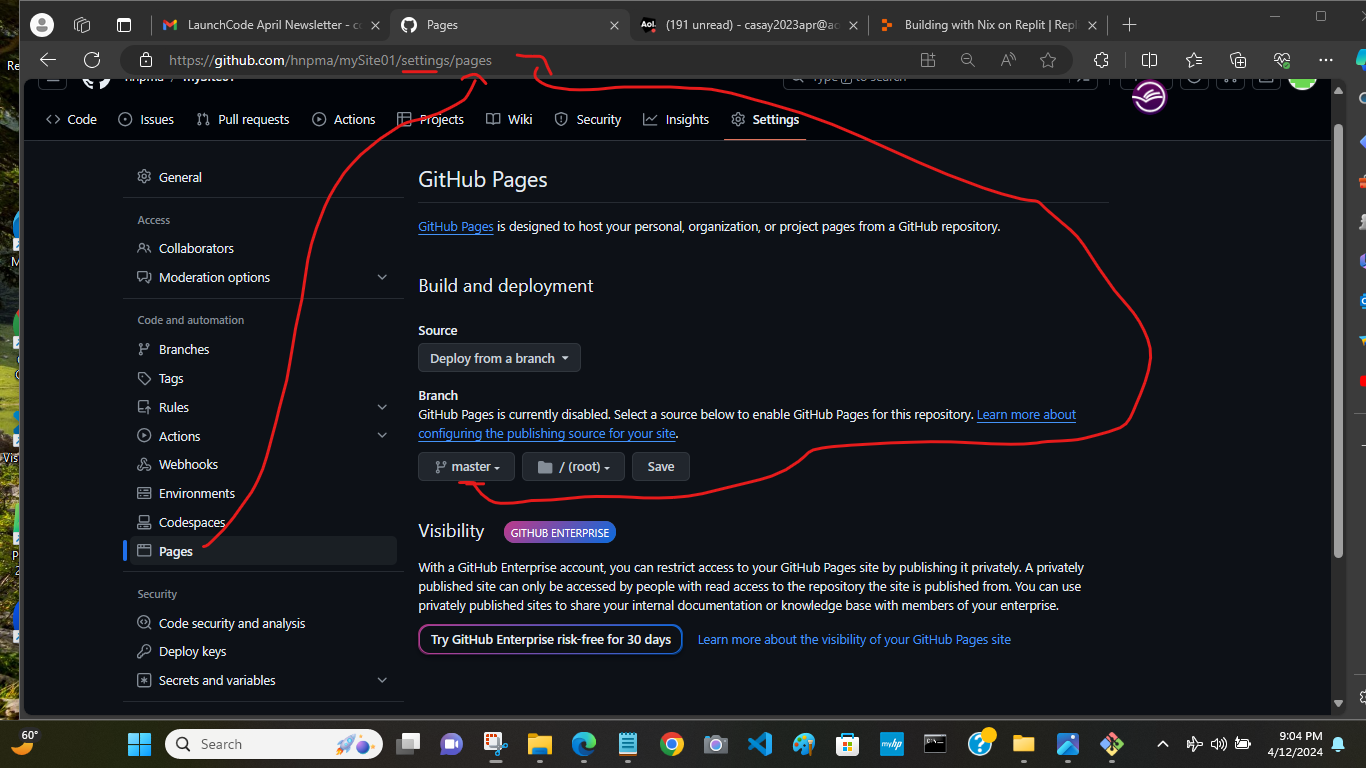 LaunchCode April Newsletter - c
Pages
(191 unread) - casay2023apr@ac
Building with Nix on Replit | Repl
https://github.com/hnpma/mySite01/settings/pages
hnpma / mySite01
Type / to search
Code
Issues
Pull requests
Actions
Projects
Wiki
Security
Insights
Settings
General
Access
Collaborators
Moderation options
Code and automation
Branches
Tags
Rules
Actions
Webhooks
Environments
Codespaces
Pages
Security
Code security and analysis
Deploy keys
Secrets and variables
GitHub Pages
GitHub Pages is designed to host your personal, organization, or project pages from a GitHub repository.
Build and deployment
Source
Deploy from a branch
Branch
GitHub Pages is currently disabled. Select a source below to enable GitHub Pages for this repository. Learn more about
configuring the publishing source for your site.
master
/ (root)
Save
Visibility
GITHUB ENTERPRISE
With a GitHub Enterprise account, you can restrict access to your GitHub Pages site by publishing it privately. A privately
published site can only be accessed by people with read access to the repository the site is published from. You can use
privately published sites to share your internal documentation or knowledge base with members of your enterprise.
Try GitHub Enterprise risk-free for 30 days
Learn more about the visibility of your GitHub Pages site
60°
Search
9:04 PM
4/12/2024